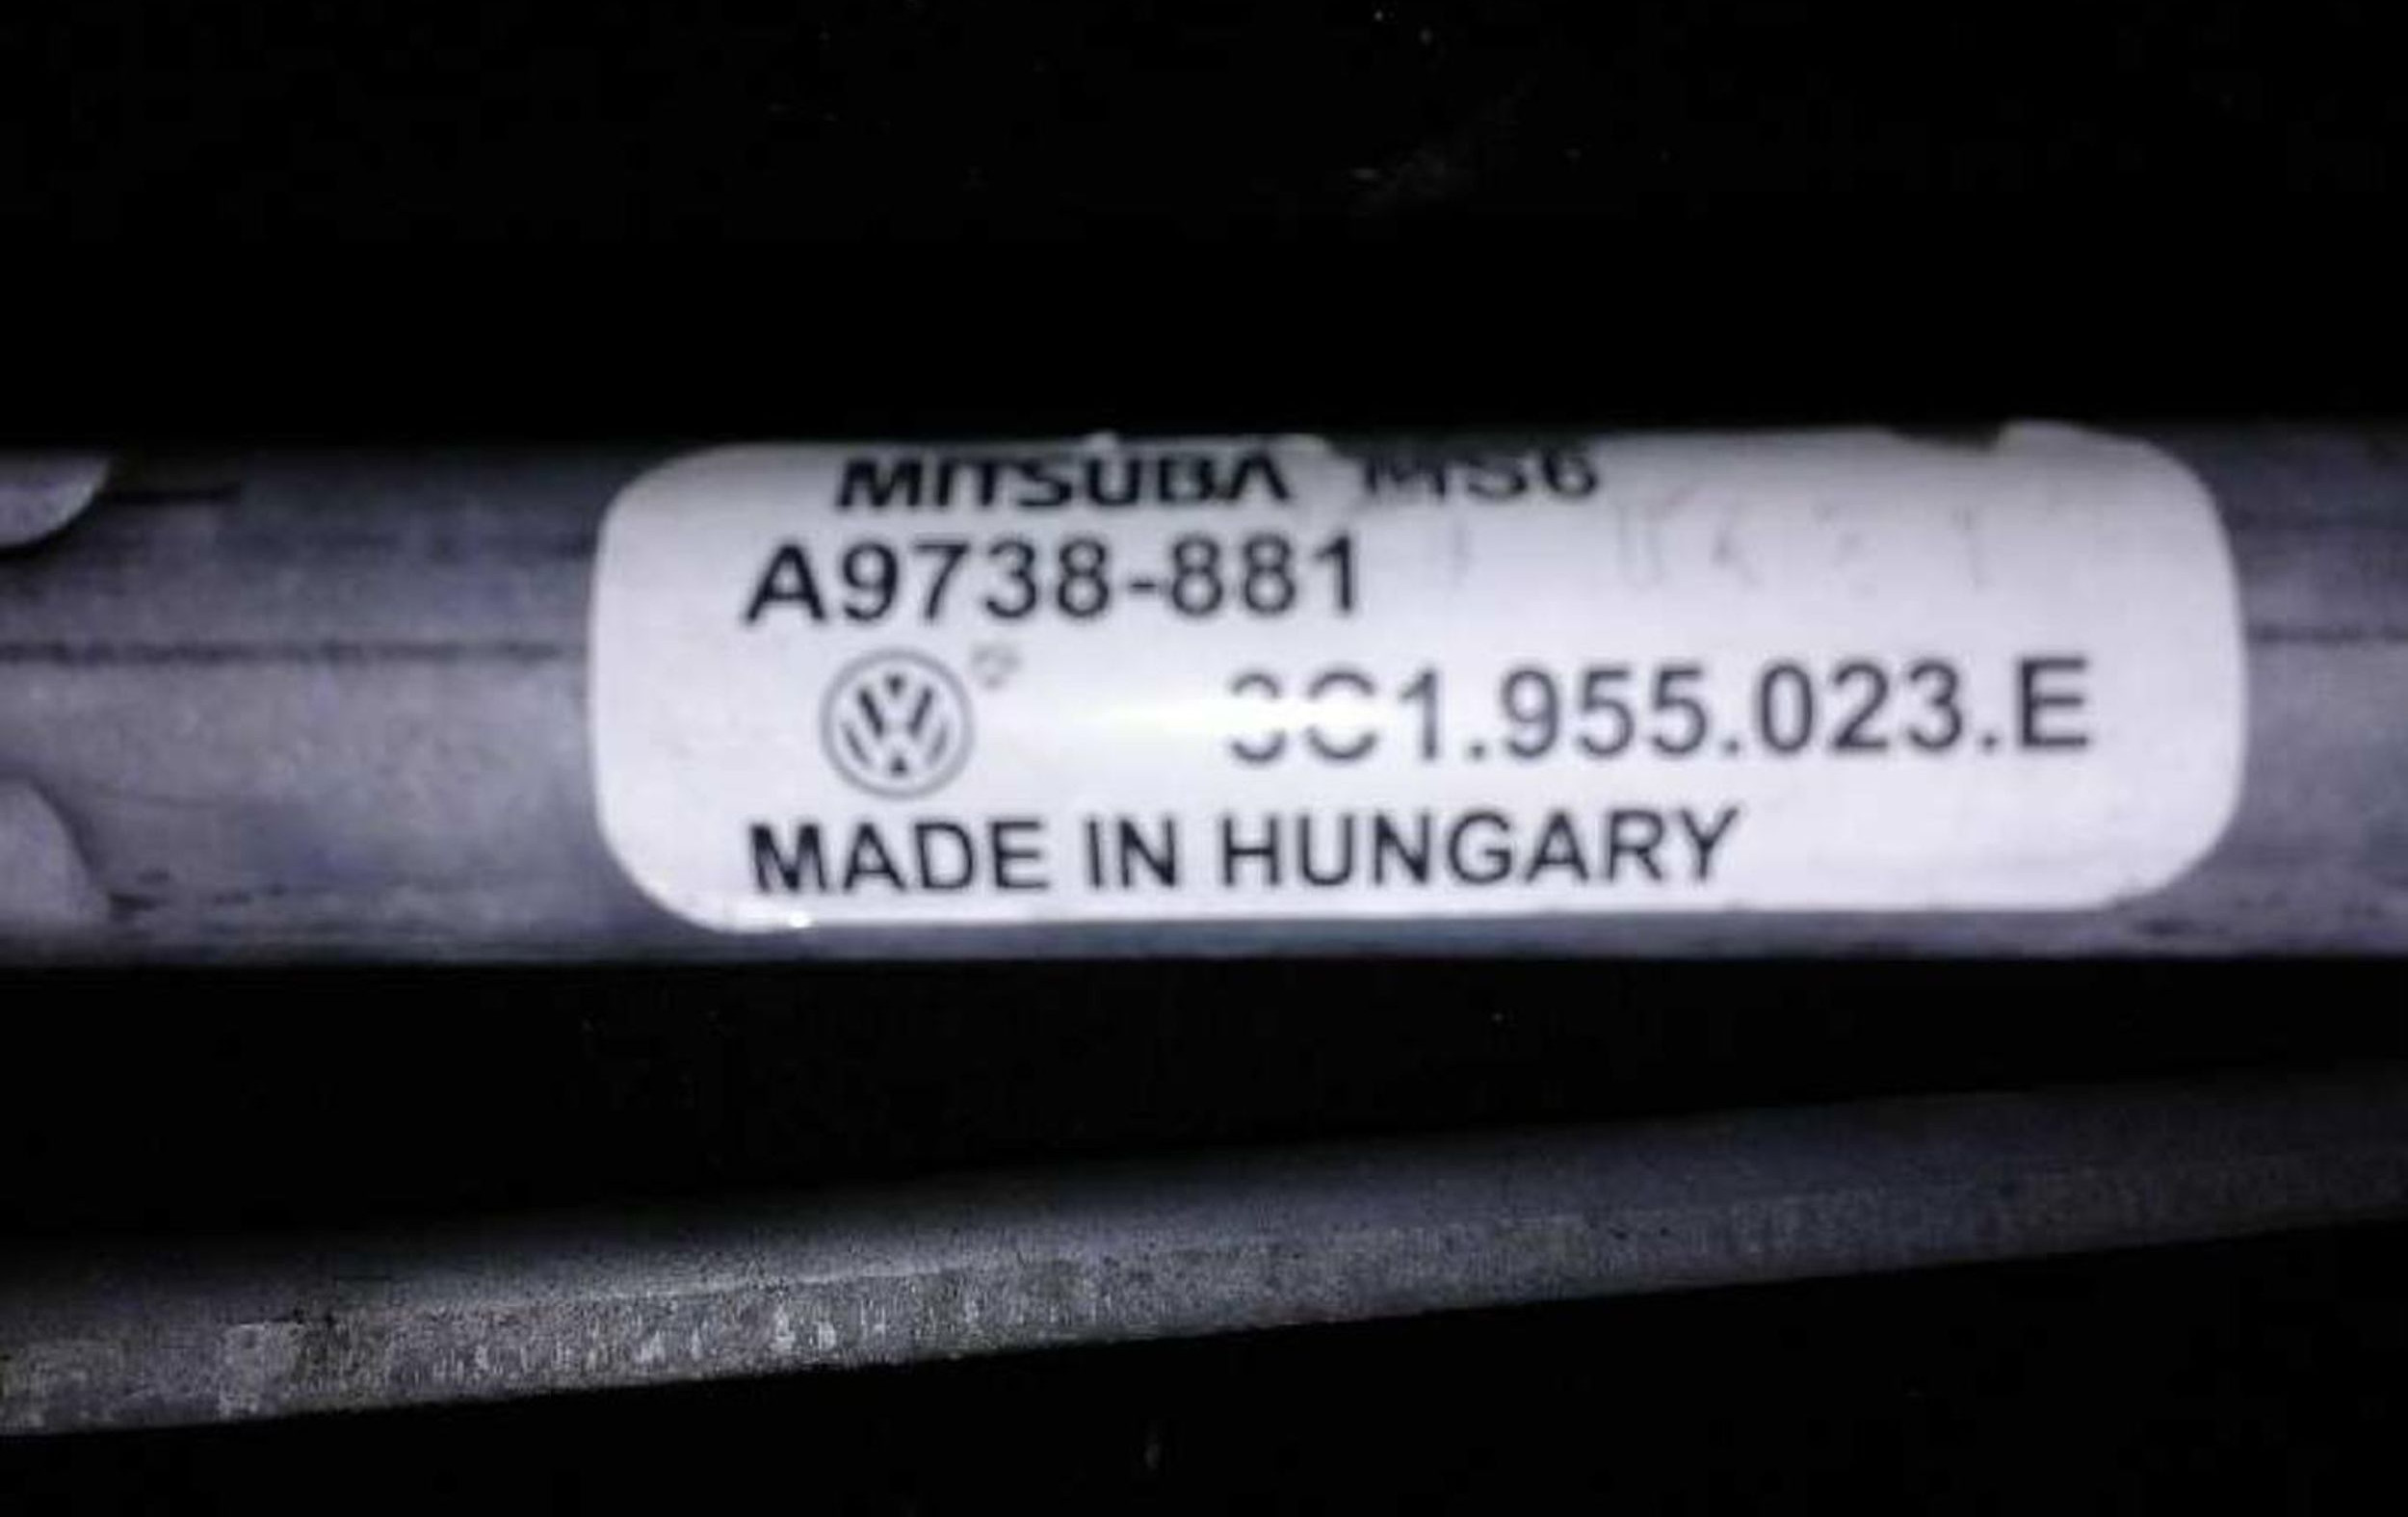 MITSUBA MS6
A9738-881
3C1.955.023.E
MADE IN HUNGARY